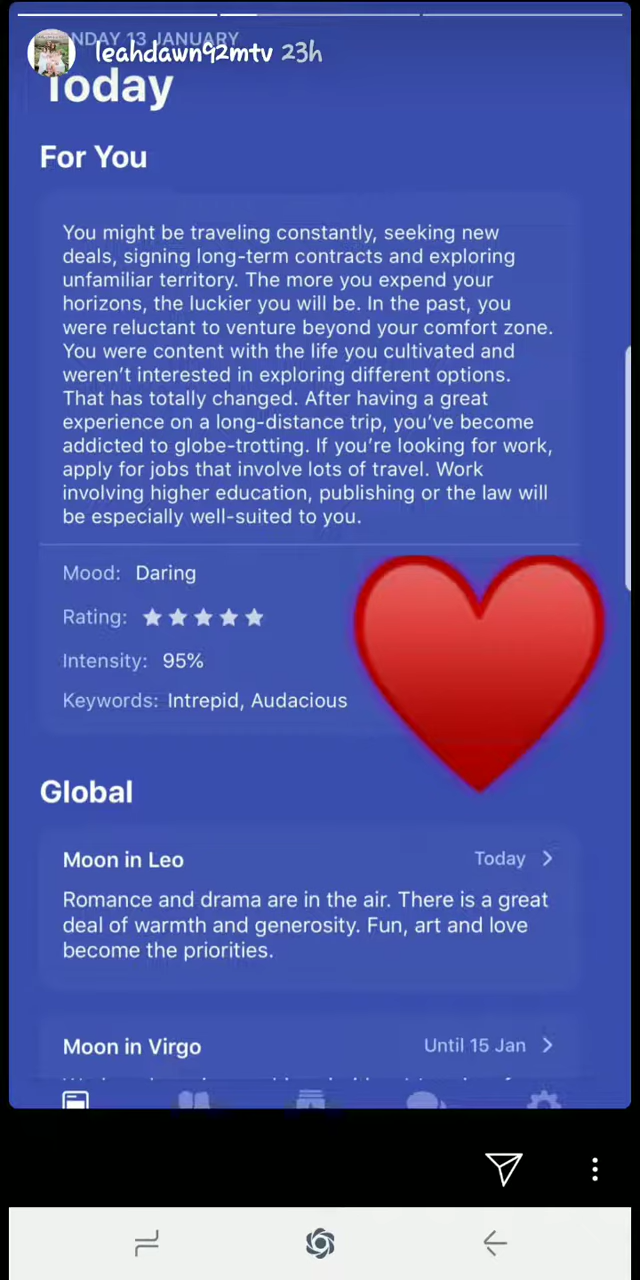 NDAY 13 JANUARY
leahdawn92mtv 23h
Today
For You
You might be traveling constantly, seeking new
deals, signing long-term contracts and exploring
unfamiliar territory. The more you expend your
horizons, the luckier you will be. In the past, you
were reluctant to venture beyond your comfort zone.
You were content with the life you cultivated and
weren't interested in exploring different options.
That has totally changed. After having a great
experience on a long-distance trip, you've become
addicted to globe-trotting. If you're looking for work,
apply for jobs that involve lots of travel. Work
involving higher education, publishing or the law will
be especially well-suited to you.
Mood: Daring
Rating: ★★★★★
Intensity: 95%
Keywords: Intrepid, Audacious
Global
Moon in Leo Today
Romance and drama are in the air. There is a great
deal of warmth and generosity. Fun, art and love
become the priorities.
Moon in Virgo Until 15 Jan